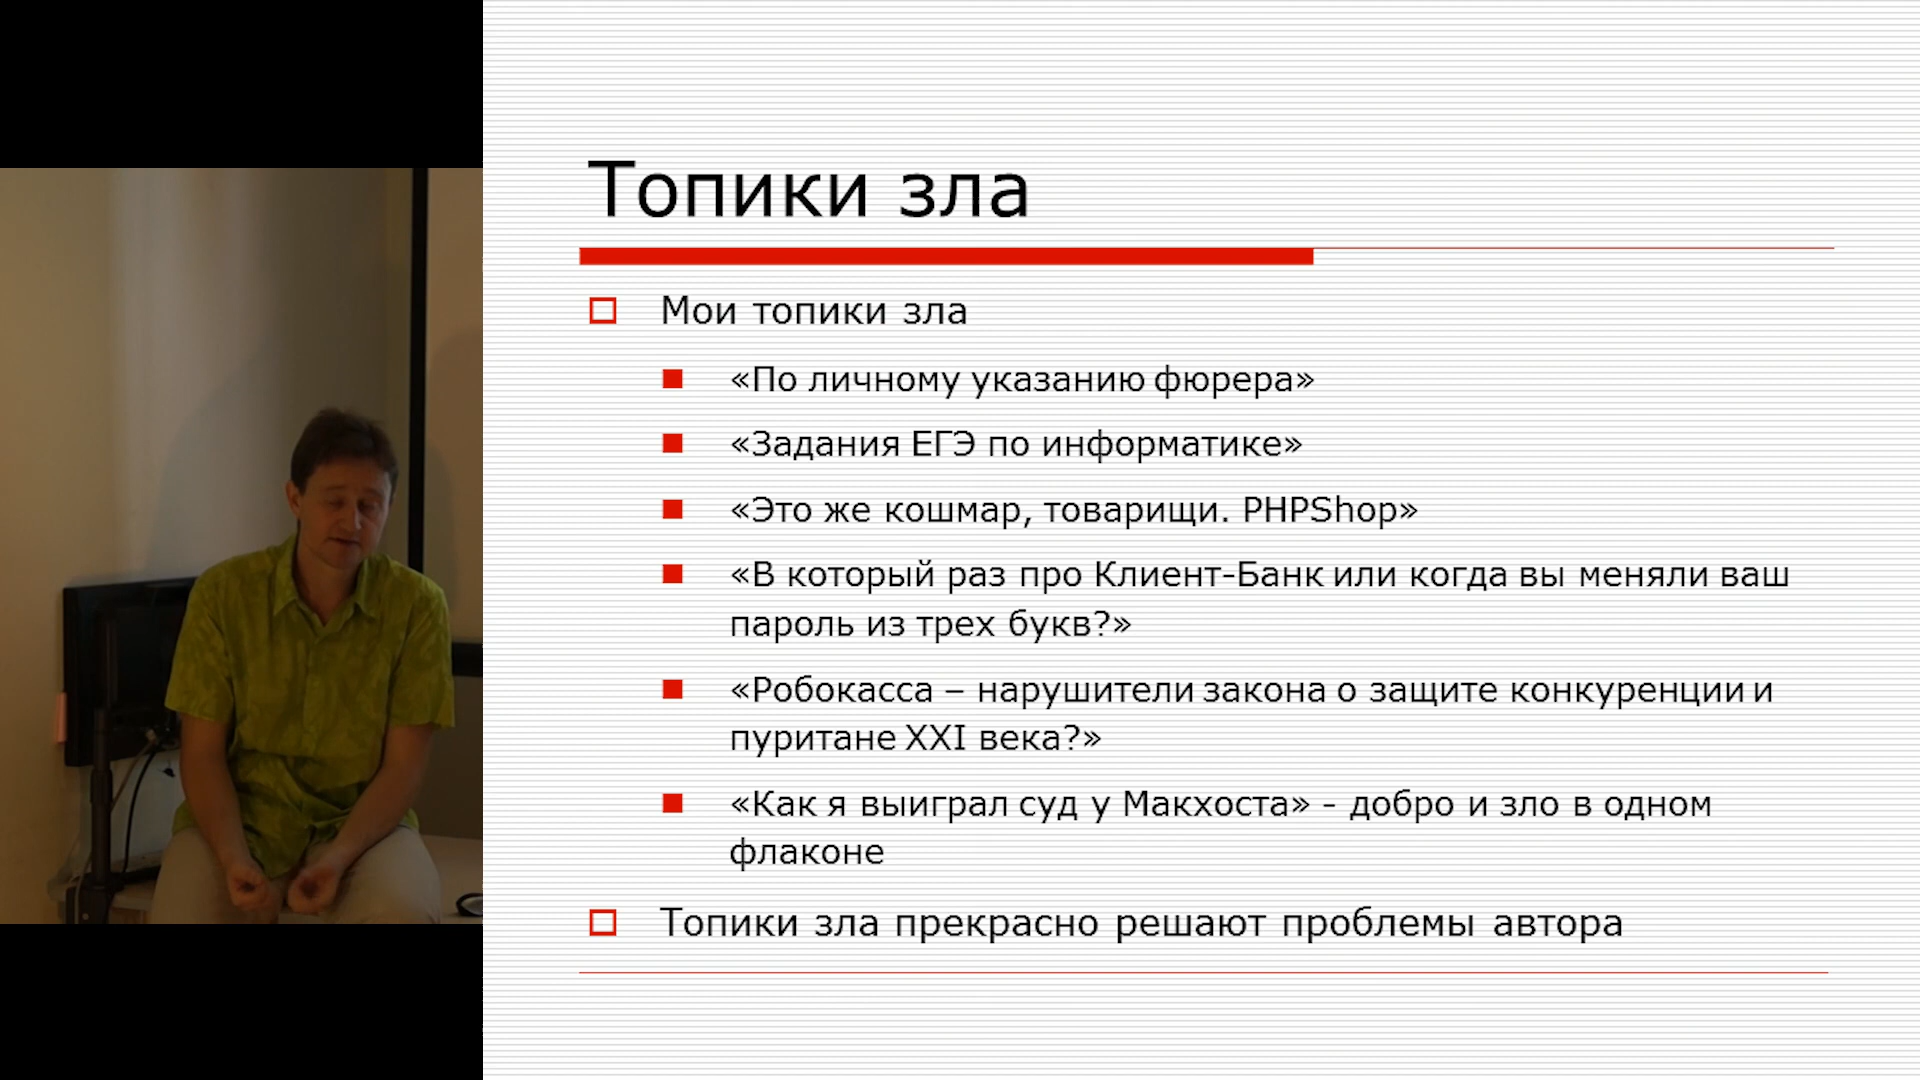 Топики зла
Мои топики зла
«По личному указанию фюрера»
«Задания ЕГЭ по информатике»
«Это же кошмар, товарищи. PHPShop»
«В который раз про Клиент-Банк или когда вы меняли ваш
пароль из трех букв?»
«Робокасса – нарушители закона о защите конкуренции и
пуритане XXI века?»
«Как я выиграл суд у Макхоста» - добро и зло в одном
флаконе
Топики зла прекрасно решают проблемы автора